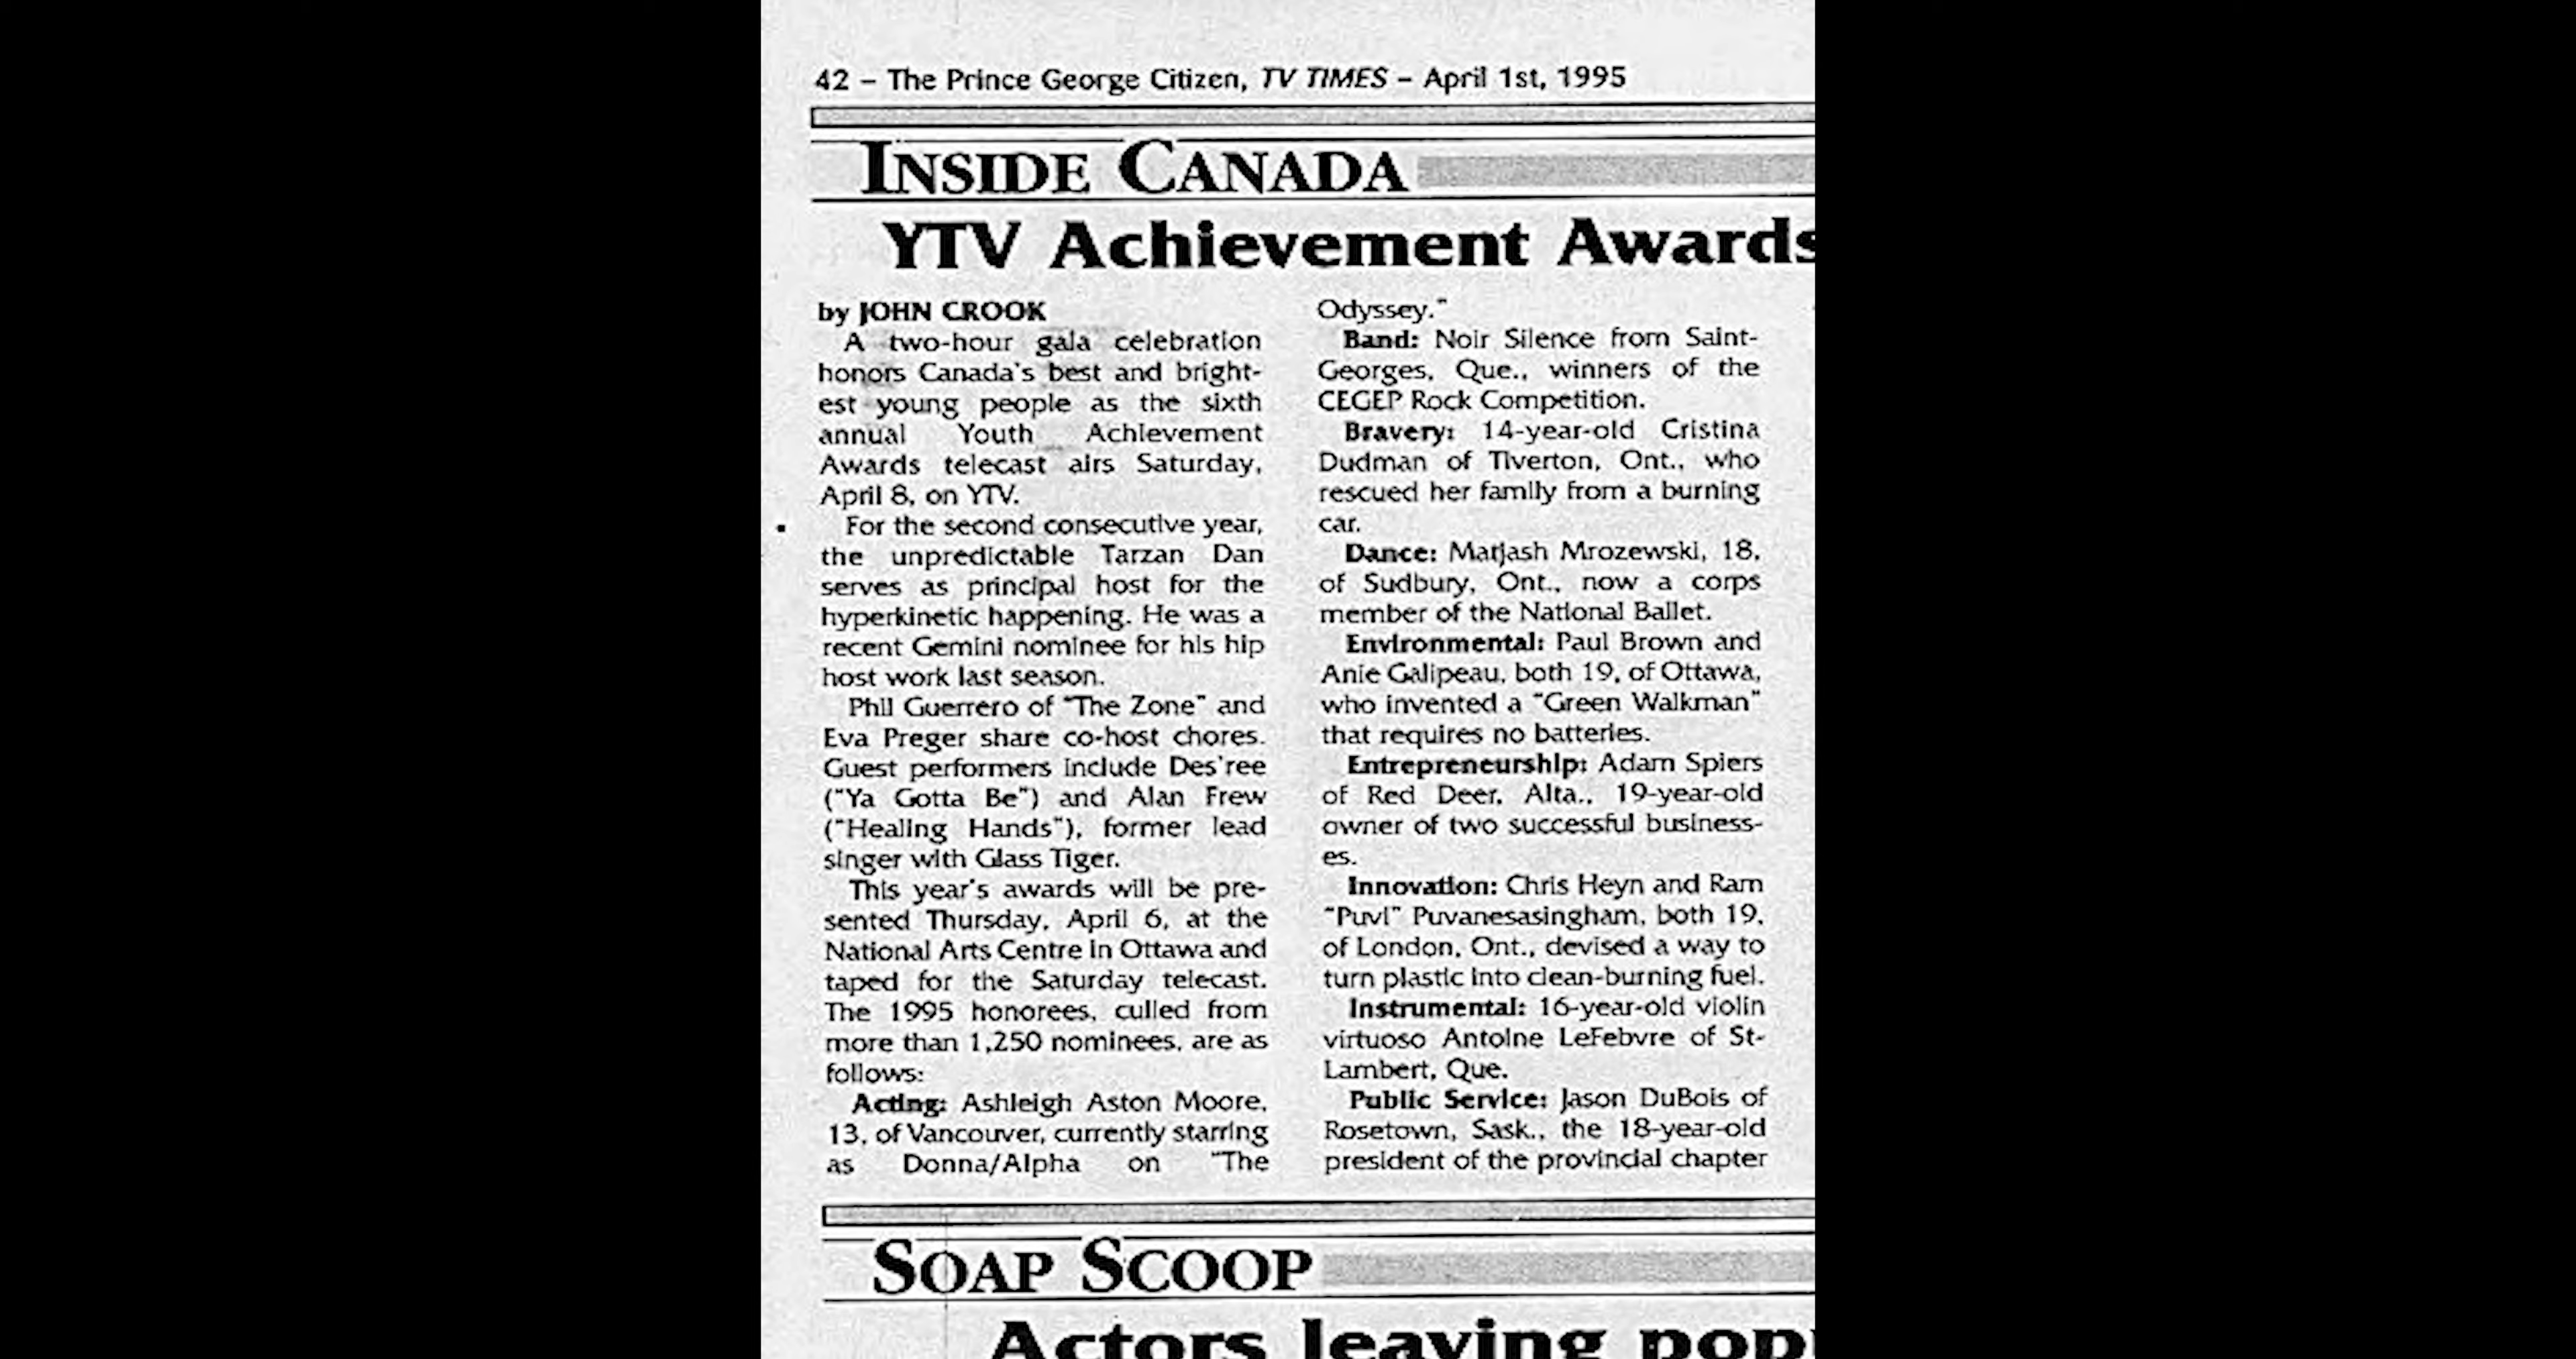 42 – The Prince George Citizen, TV TIMES – April 1st, 1995
INSIDE CANADA
YTV Achievement Awards
by JOHN CROOK
A two-hour gala celebration
honors Canada's best and bright-
est young people as the sixth
annual Youth Achievement
Awards telecast airs Saturday,
April 8, on YTV.
For the second consecutive year,
the unpredictable Tarzan Dan
serves as principal host for the
hyperkinetic happening. He was a
recent Gemini nominee for his hip
host work last season.
Phil Guerrero of "The Zone" and
Eva Preger share co-host chores.
Guest performers include Des'ree
("Ya Gotta Be") and Alan Frew
("Healing Hands"), former lead
singer with Glass Tiger.
This year's awards will be pre-
sented Thursday, April 6, at the
National Arts Centre in Ottawa and
taped for the Saturday telecast.
The 1995 honorees, culled from
more than 1,250 nominees, are as
follows:
Acting: Ashleigh Aston Moore,
13, of Vancouver, currently starring
as Donna/Alpha on "The
Odyssey."
Band: Noir Silence from Saint-
Georges, Que., winners of the
CEGEP Rock Competition.
Bravery: 14-year-old Cristina
Dudman of Tiverton, Ont., who
rescued her family from a burning
car.
Dance: Matjash Mrozewski, 18,
of Sudbury, Ont., now a corps
member of the National Ballet.
Environmental: Paul Brown and
Anie Galipeau, both 19, of Ottawa,
who invented a "Green Walkman"
that requires no batteries.
Entrepreneurship: Adam Spiers
of Red Deer, Alta., 19-year-old
owner of two successful business-
es.
Innovation: Chris Heyn and Ram
"Puvi" Puvanesasingham, both 19,
of London, Ont., devised a way to
turn plastic into clean-burning fuel.
Instrumental: 16-year-old violin
virtuoso Antoine LeFebvre of St-
Lambert, Que.
Public Service: Jason DuBois of
Rosetown, Sask., the 18-year-old
president of the provincial chapter
SOAP SCOOP
Actors leaving pop